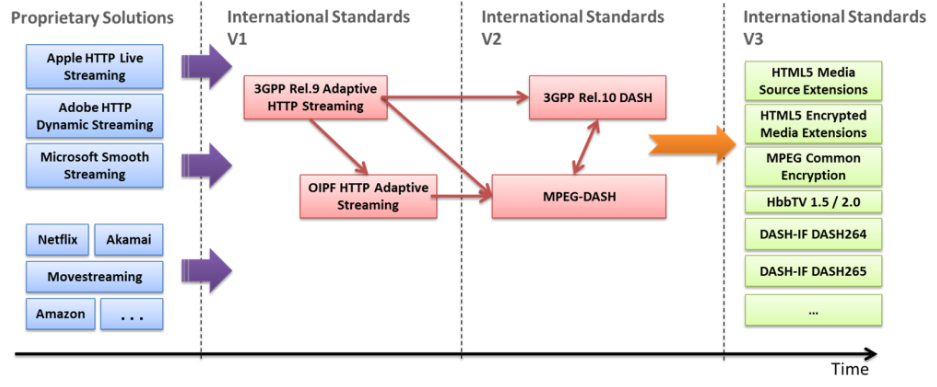 Proprietary Solutions
International Standards
V1
International Standards
V2
International Standards
V3
Apple HTTP Live
Streaming
Adobe HTTP
Dynamic Streaming
Microsoft Smooth
Streaming
Netflix
Akamai
Movestreaming
Amazon
. . .
3GPP Rel.9 Adaptive
HTTP Streaming
OIPF HTTP Adaptive
Streaming
3GPP Rel.10 DASH
MPEG-DASH
HTML5 Media
Source Extensions
HTML5 Encrypted
Media Extensions
MPEG Common
Encryption
HbbTV 1.5 / 2.0
DASH-IF DASH264
DASH-IF DASH265
...
Time